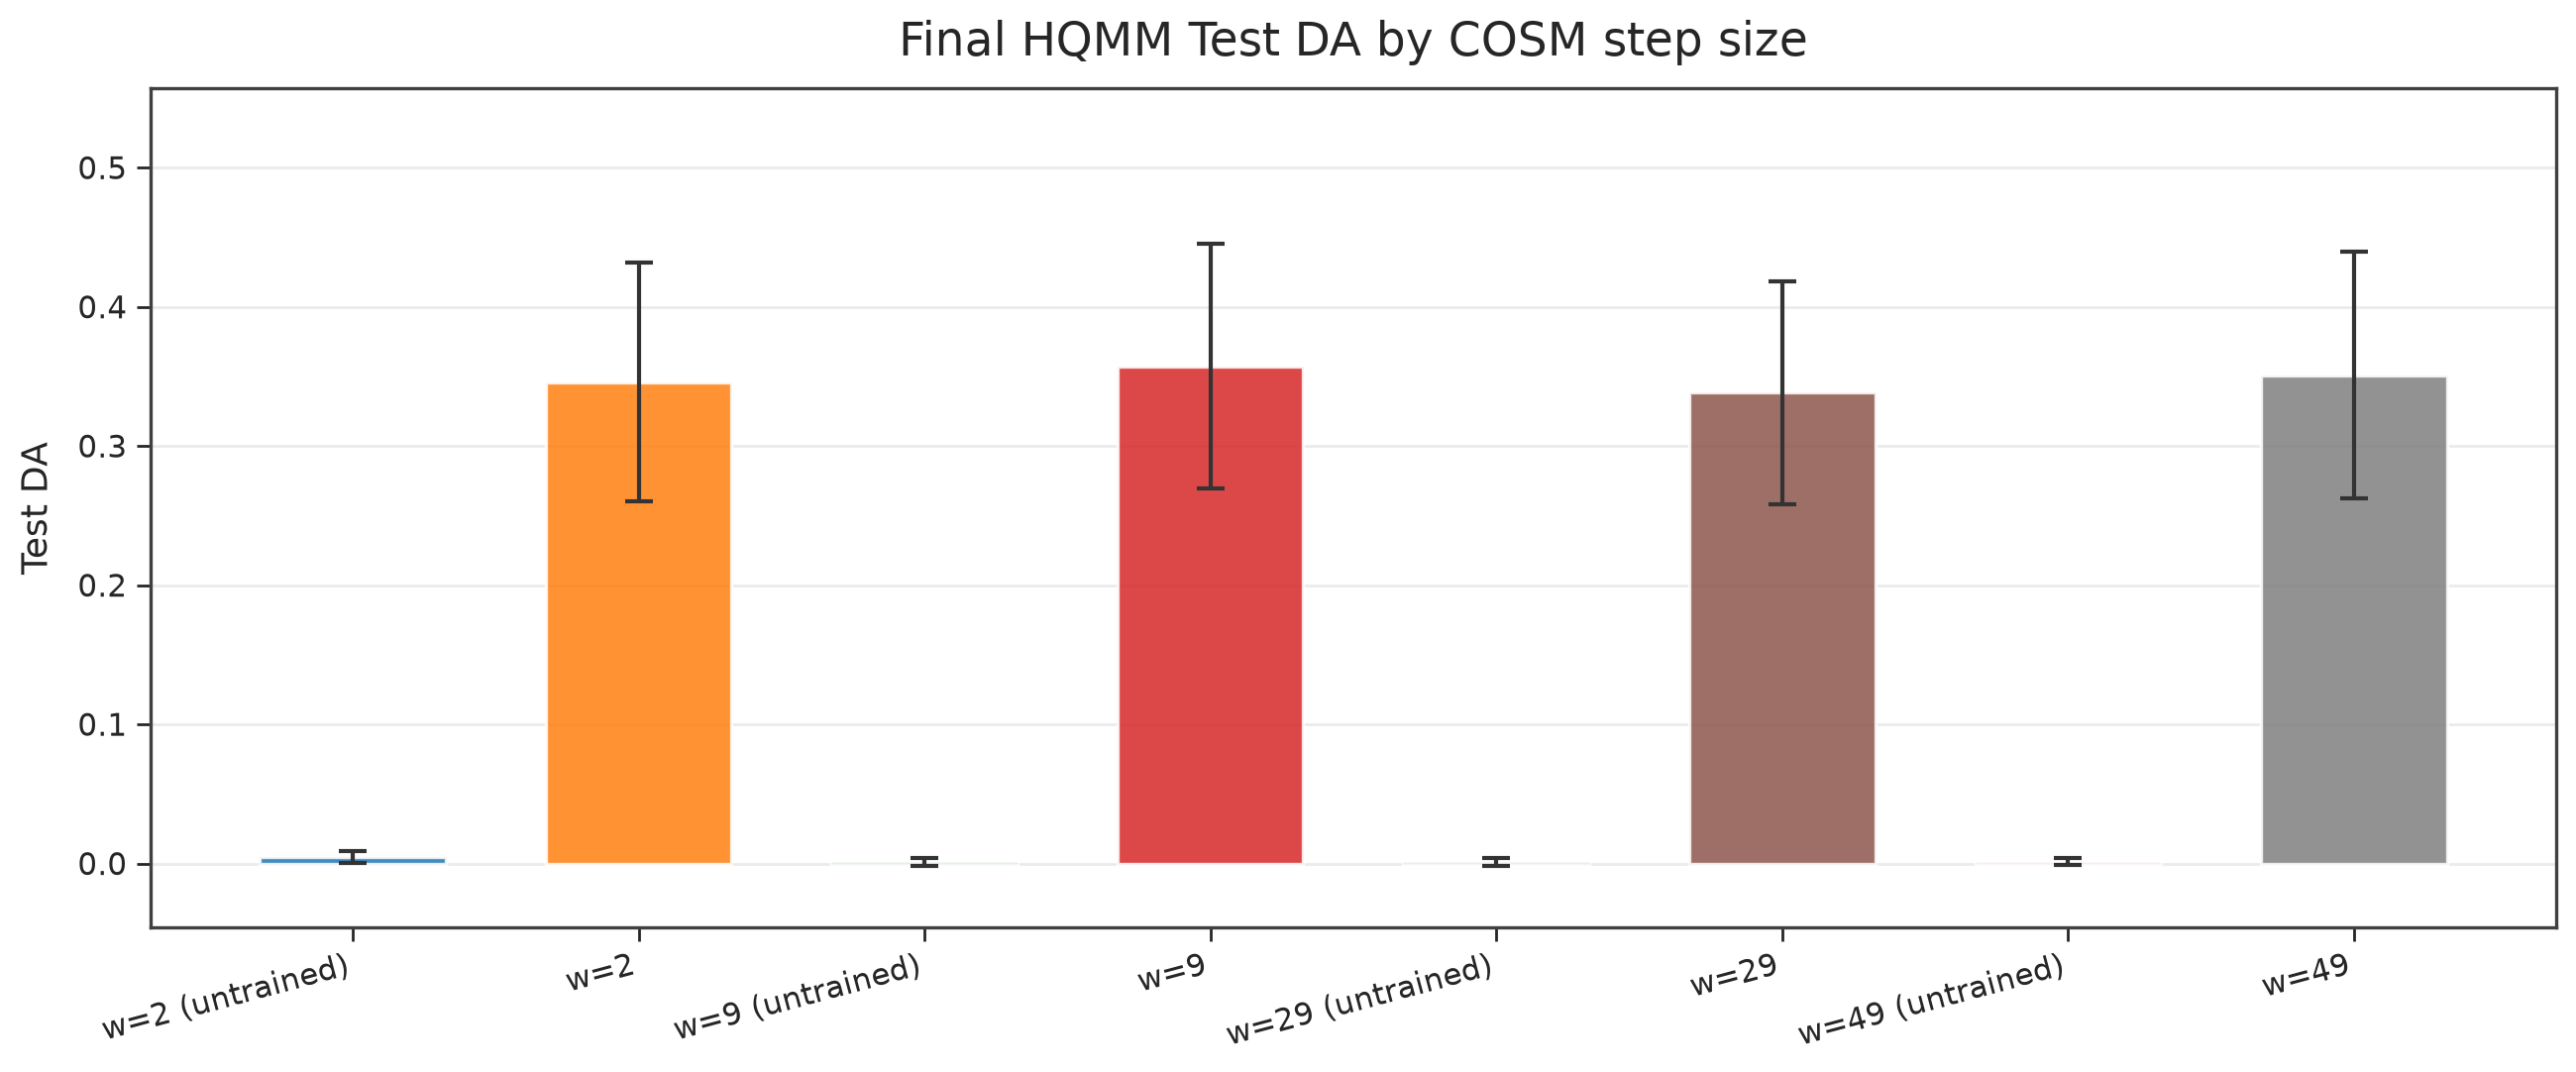 Final HQMM Test DA by COSM step size
Test DA
0.5
0.4
0.3
0.2
0.1
0.0
w=2 (untrained)
w=2
w=9 (untrained)
w=9
w=29 (untrained)
w=29
w=49 (untrained)
w=49